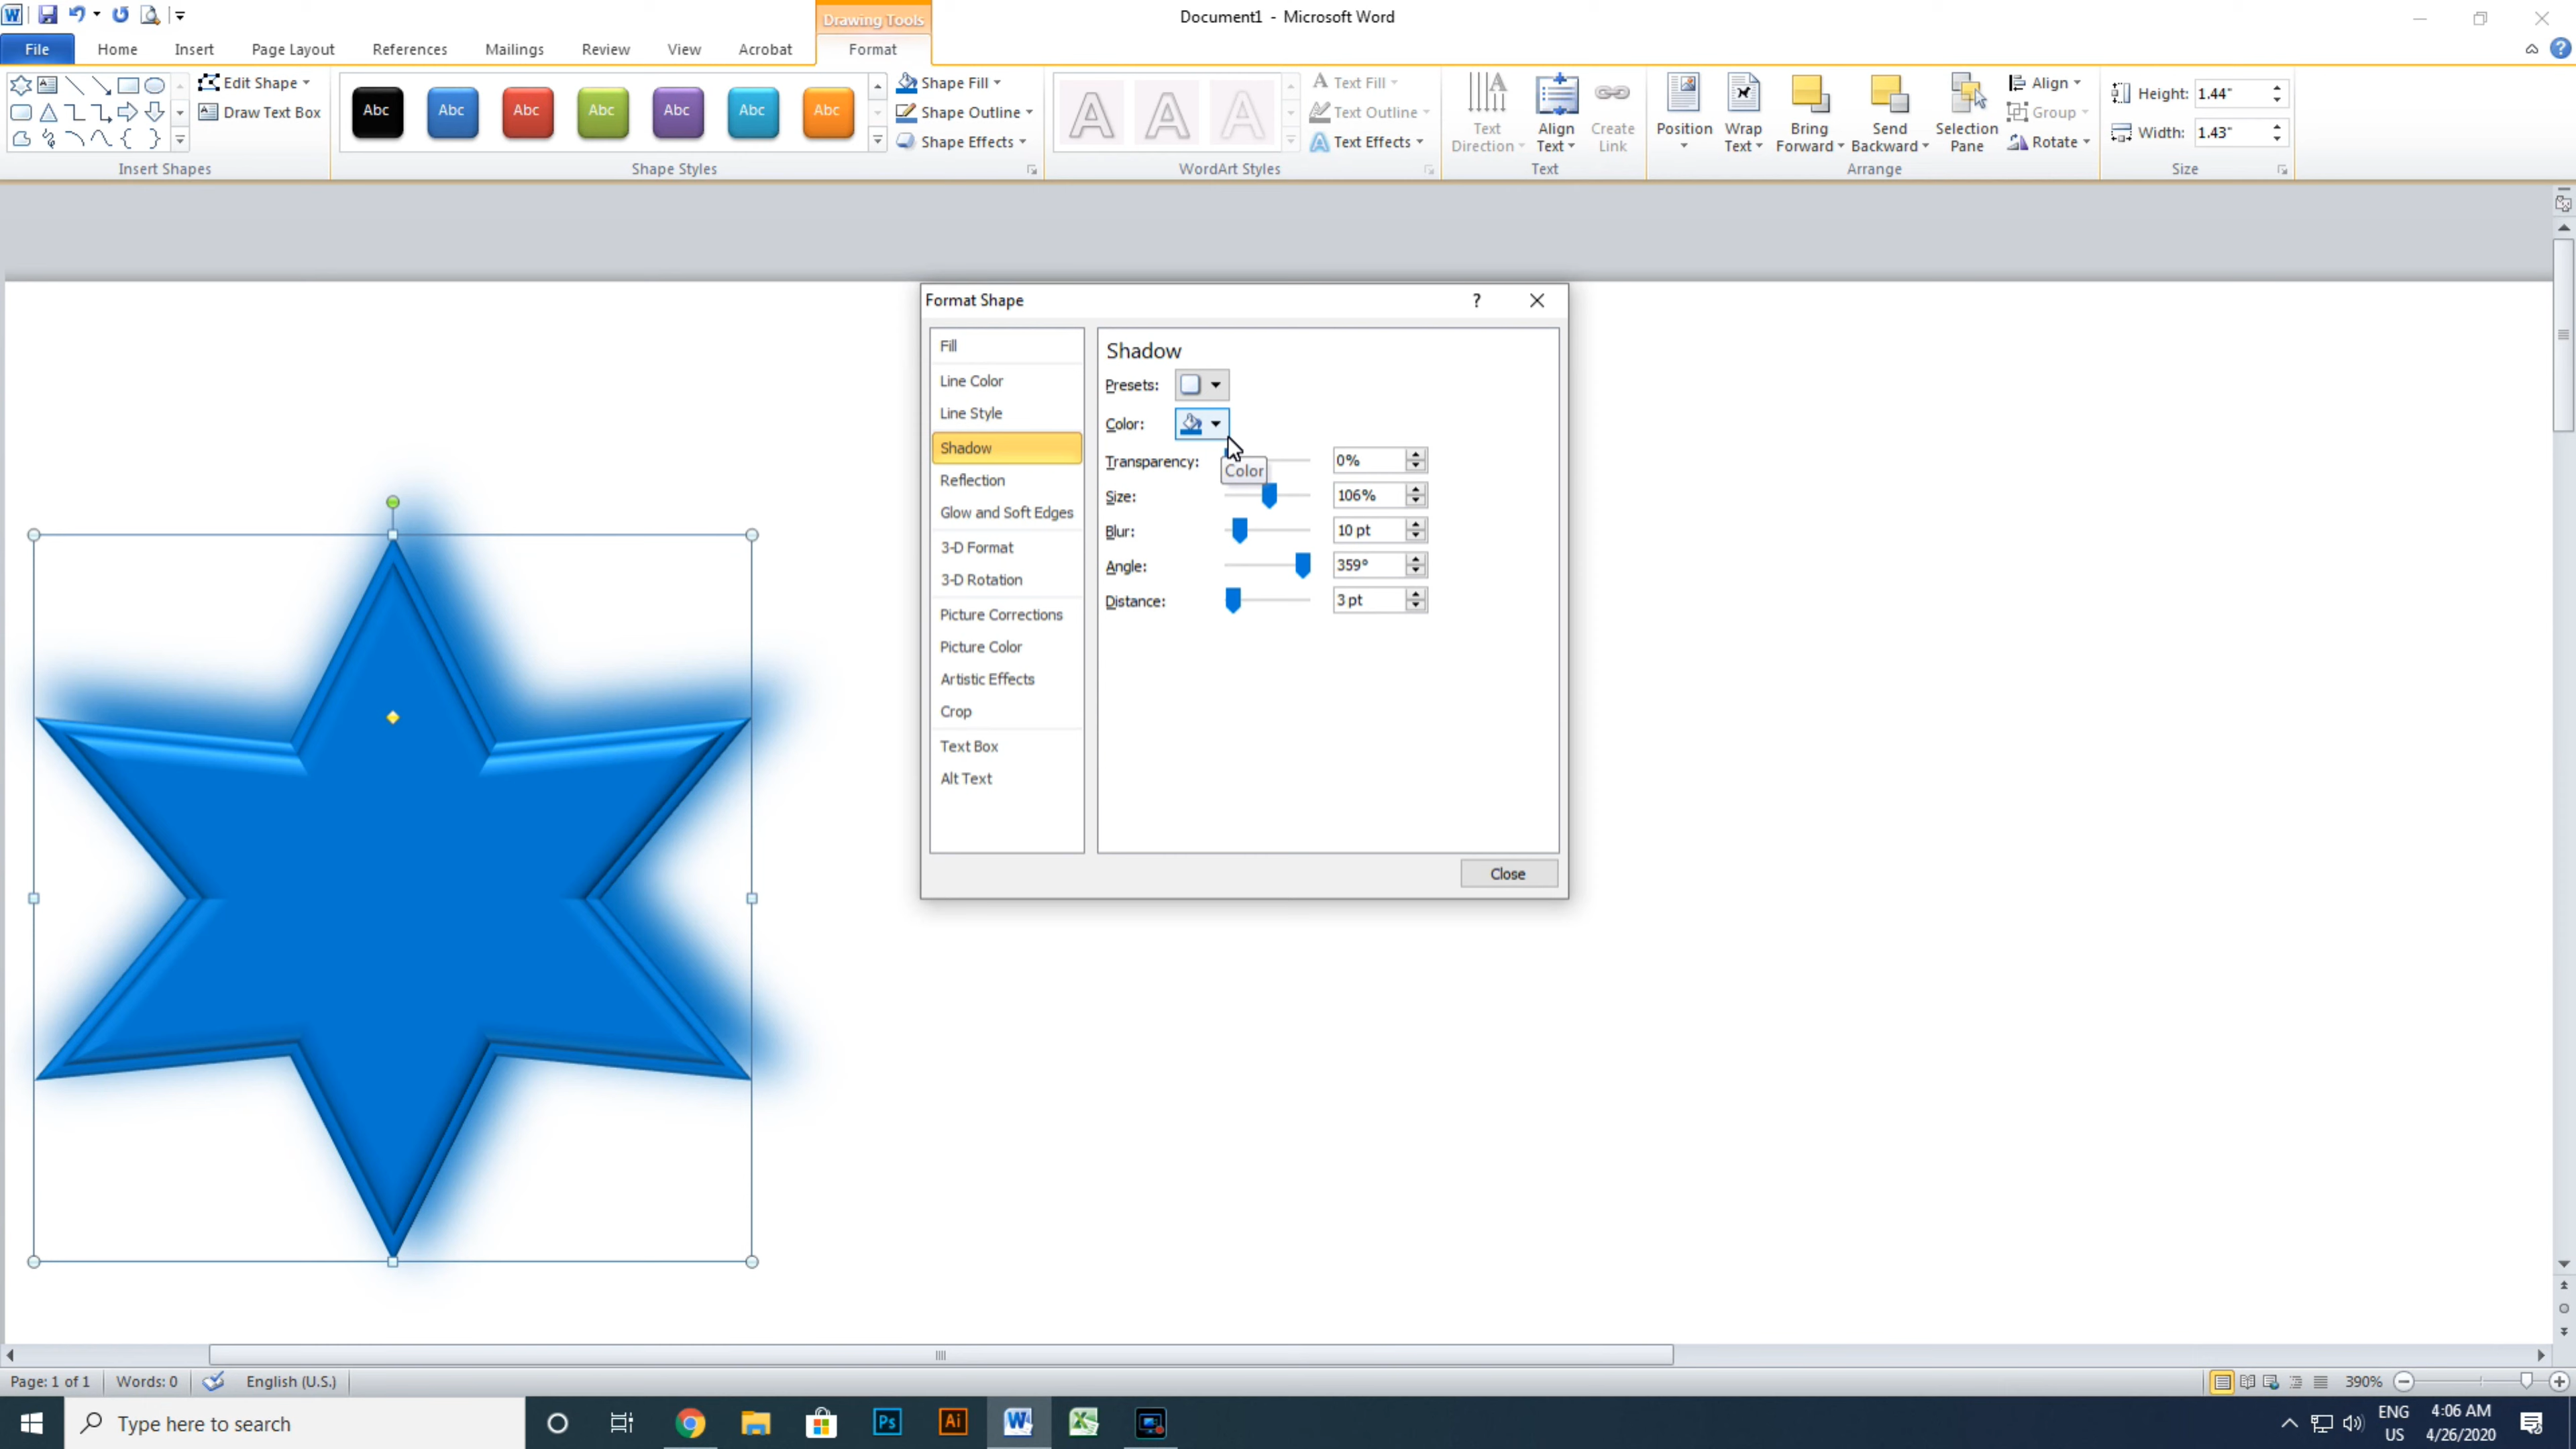 Drawing Tools
Document1 - Microsoft Word
File Home Insert Page Layout References Mailings Review View Acrobat Format
Edit Shape
Draw Text Box
Insert Shapes
Abc Abc Abc Abc Abc Abc Abc
Shape Styles
Shape Fill
Shape Outline
Shape Effects
A A A
WordArt Styles
Text Fill
Text Outline
Text Effects
Text Direction
Align Text
Create Link
Text
Position
Wrap Text
Bring Forward
Send Backward
Selection Pane
Align
Group
Rotate
Arrange
Height: 1.44"
Width: 1.43"
Size
Format Shape
?
Fill
Line Color
Line Style
Shadow
Reflection
Glow and Soft Edges
3-D Format
3-D Rotation
Picture Corrections
Picture Color
Artistic Effects
Crop
Text Box
Alt Text
Shadow
Presets:
Color:
Transparency: 0%
Color
Size: 106%
Blur: 10 pt
Angle: 359°
Distance: 3 pt
Close
Page: 1 of 1 Words: 0 English (U.S.) 390%
Type here to search
Ps Ai W X
ENG
US
4:06 AM
4/26/2020